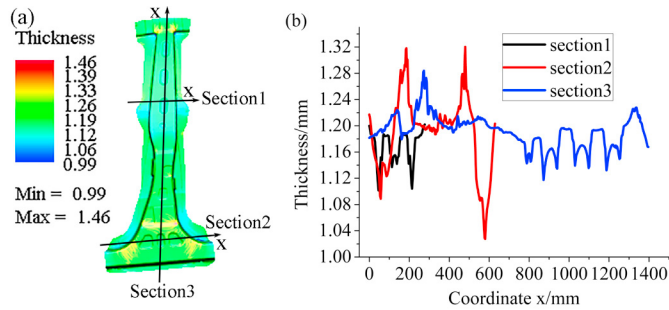 (a)
x
Thickness
1.46
1.39
1.33
1.26
1.19
1.12
1.06
0.99
Min = 0.99
Max = 1.46
x
Section1
Section2
X
Section3
(b)
Thickness/mm
1.32
1.28
1.24
1.20
1.16
1.12
1.08
1.04
1.00
section1
section2
section3
0 200 400 600 800 1000 1200 1400
Coordinate x/mm